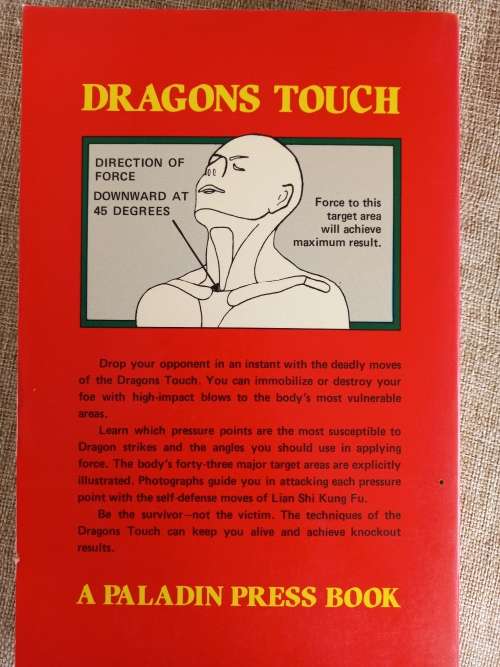 DRAGONS TOUCH
DIRECTION OF
FORCE
DOWNWARD AT
45 DEGREES
Force to this
target area
will achieve
maximum result.
Drop your opponent in an instant with the deadly moves
of the Dragons Touch. You can immobilize or destroy your
foe with high-impact blows to the body's most vulnerable
areas.
Learn which pressure points are the most susceptible to
Dragon strikes and the angles you should use in applying
force. The body's forty-three major target areas are explicitly
illustrated. Photographs guide you in attacking each pressure
point with the self-defense moves of Lian Shi Kung Fu.
Be the survivor—not the victim. The techniques of the
Dragons Touch can keep you alive and achieve knockout
results.
A PALADIN PRESS BOOK